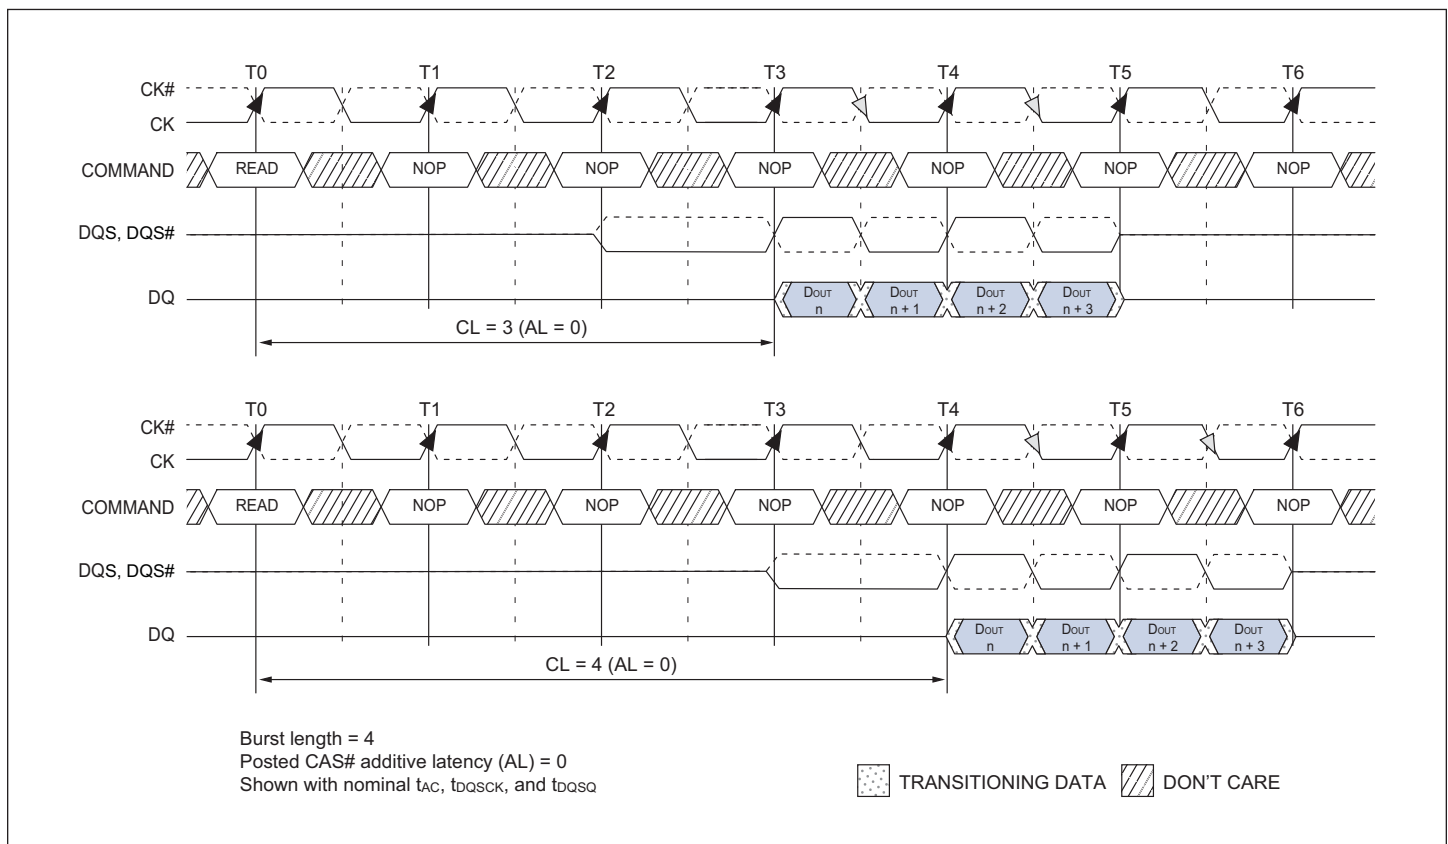 T0 T1 T2 T3 T4 T5 T6
CK#
CK
COMMAND READ NOP NOP NOP NOP NOP NOP
DQS, DQS#
DQ DOUT n DOUT n + 1 DOUT n + 2 DOUT n + 3
CL = 3 (AL = 0)
T0 T1 T2 T3 T4 T5 T6
CK#
CK
COMMAND READ NOP NOP NOP NOP NOP NOP
DQS, DQS#
DQ DOUT n DOUT n + 1 DOUT n + 2 DOUT n + 3
CL = 4 (AL = 0)
Burst length = 4
Posted CAS# additive latency (AL) = 0
Shown with nominal tAC, tDQSCK, and tDQSQ
TRANSITIONING DATA DON'T CARE